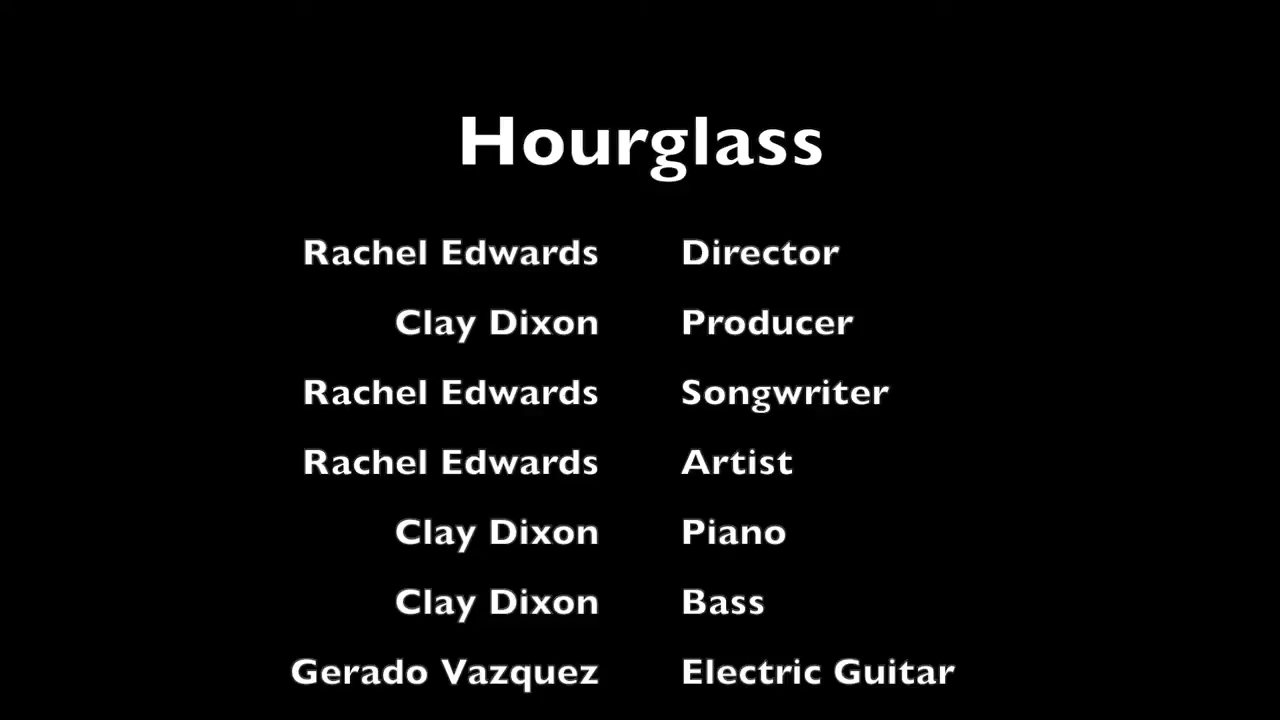 Hourglass
Rachel Edwards Director
Clay Dixon Producer
Rachel Edwards Songwriter
Rachel Edwards Artist
Clay Dixon Piano
Clay Dixon Bass
Gerado Vazquez Electric Guitar